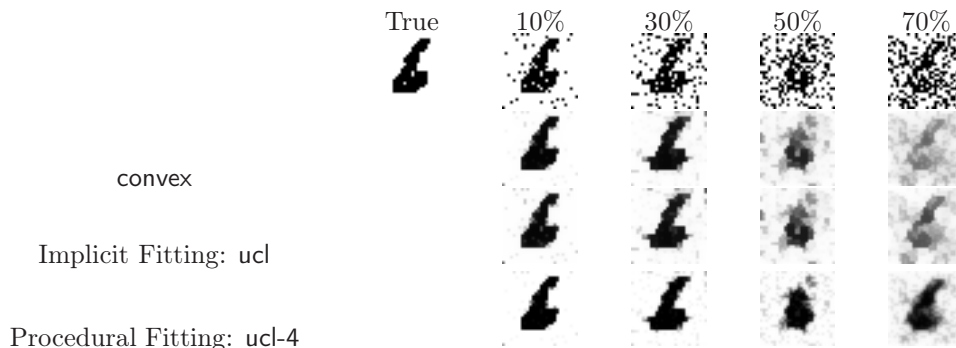 True 10% 30% 50% 70%
convex
Implicit Fitting: ucl
Procedural Fitting: ucl-4